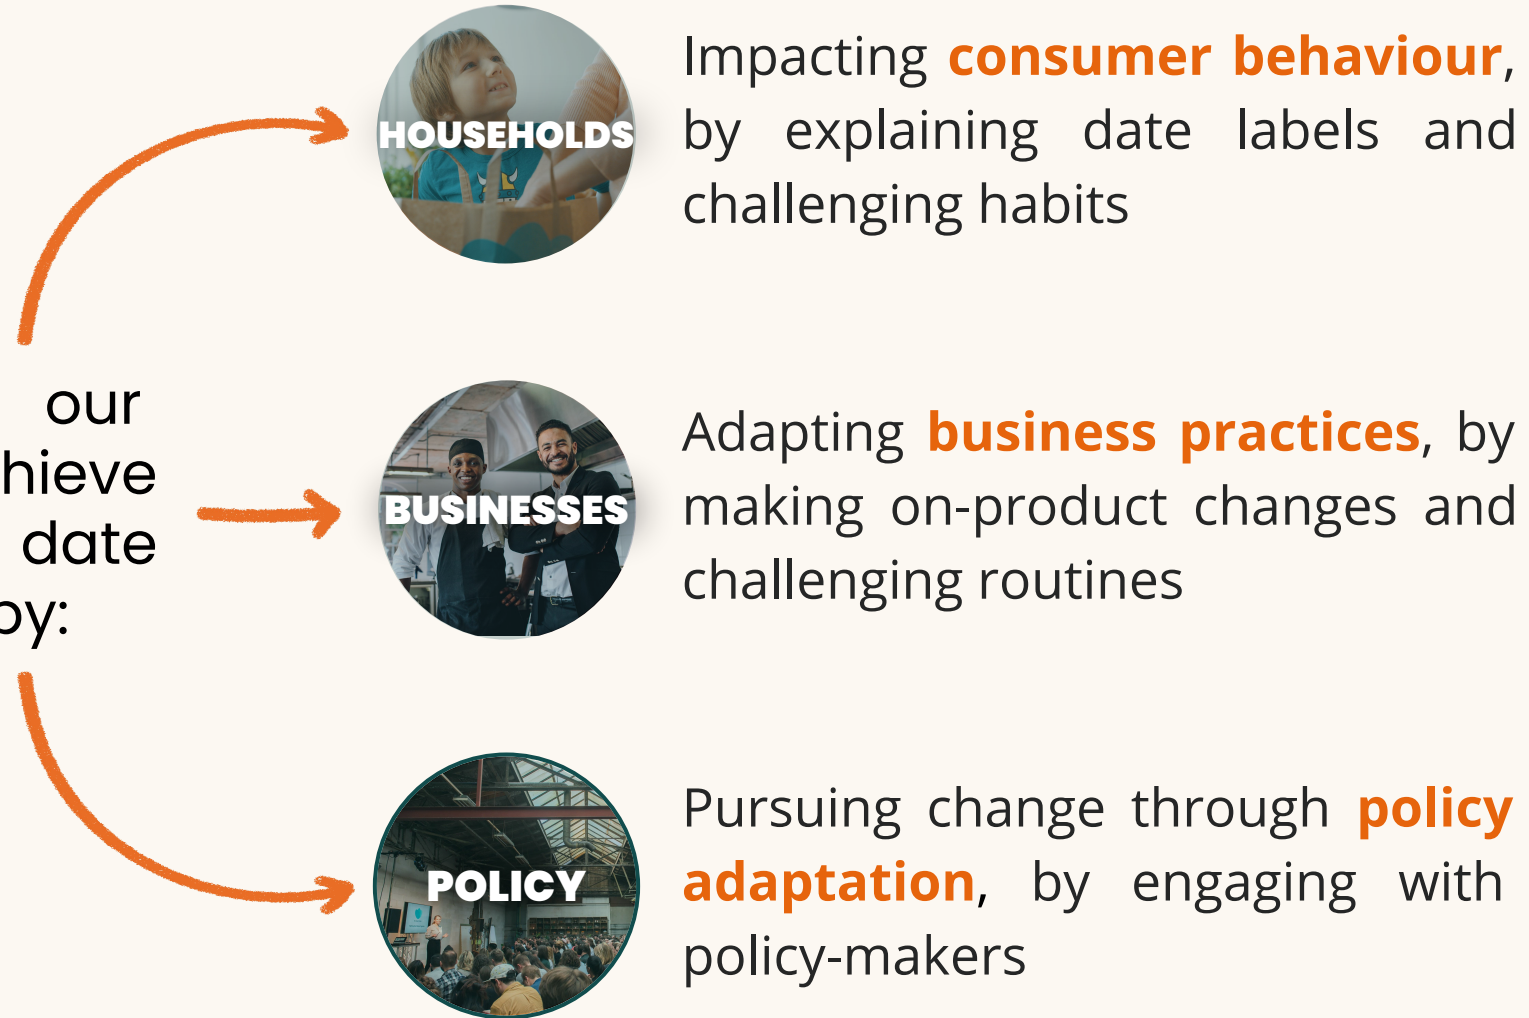 HOUSEHOLDS
Impacting consumer behaviour,
by explaining date labels and
challenging habits
our
hieve
date
by:
BUSINESSES
Adapting business practices, by
making on-product changes and
challenging routines
POLICY
Pursuing change through policy
adaptation, by engaging with
policy-makers